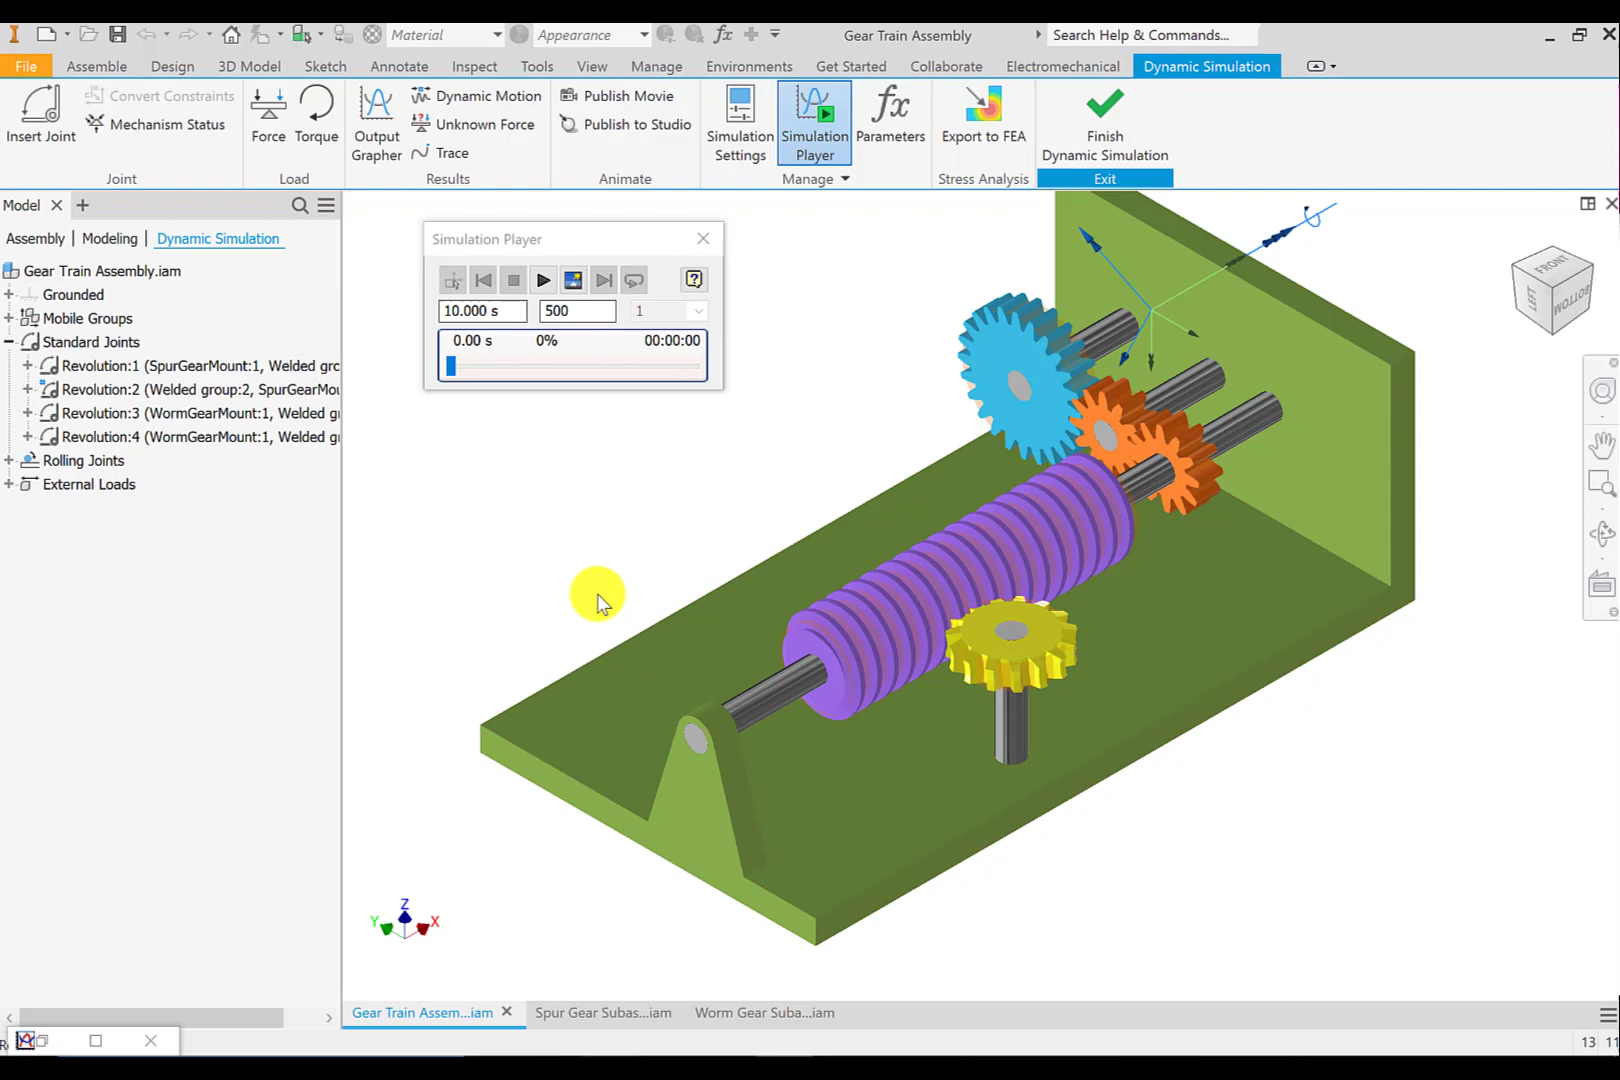 Material
Appearance
fx
Gear Train Assembly
Search Help & Commands...
File
Assemble
Design
3D Model
Sketch
Annotate
Inspect
Tools
View
Manage
Environments
Get Started
Collaborate
Electromechanical
Dynamic Simulation
Insert Joint
Convert Constraints
Mechanism Status
Joint
Force
Torque
Load
Output
Grapher
Dynamic Motion
Unknown Force
Trace
Results
Publish Movie
Publish to Studio
Animate
Simulation
Settings
Simulation
Player
fx
Parameters
Manage
Export to FEA
Stress Analysis
Finish
Dynamic Simulation
Exit
Model
Assembly
Modeling
Dynamic Simulation
Gear Train Assembly.iam
Grounded
Mobile Groups
Standard Joints
Revolution:1 (SpurGearMount:1, Welded gro
Revolution:2 (Welded group:2, SpurGearMou
Revolution:3 (WormGearMount:1, Welded g
Revolution:4 (WormGearMount:1, Welded g
Rolling Joints
External Loads
Simulation Player
10.000 s
500
1
0.00 s
0%
00:00:00
FRONT
LEFT
BOTTOM
Z
Y
X
Gear Train Assem...iam
Spur Gear Subas...iam
Worm Gear Suba...iam
13
11